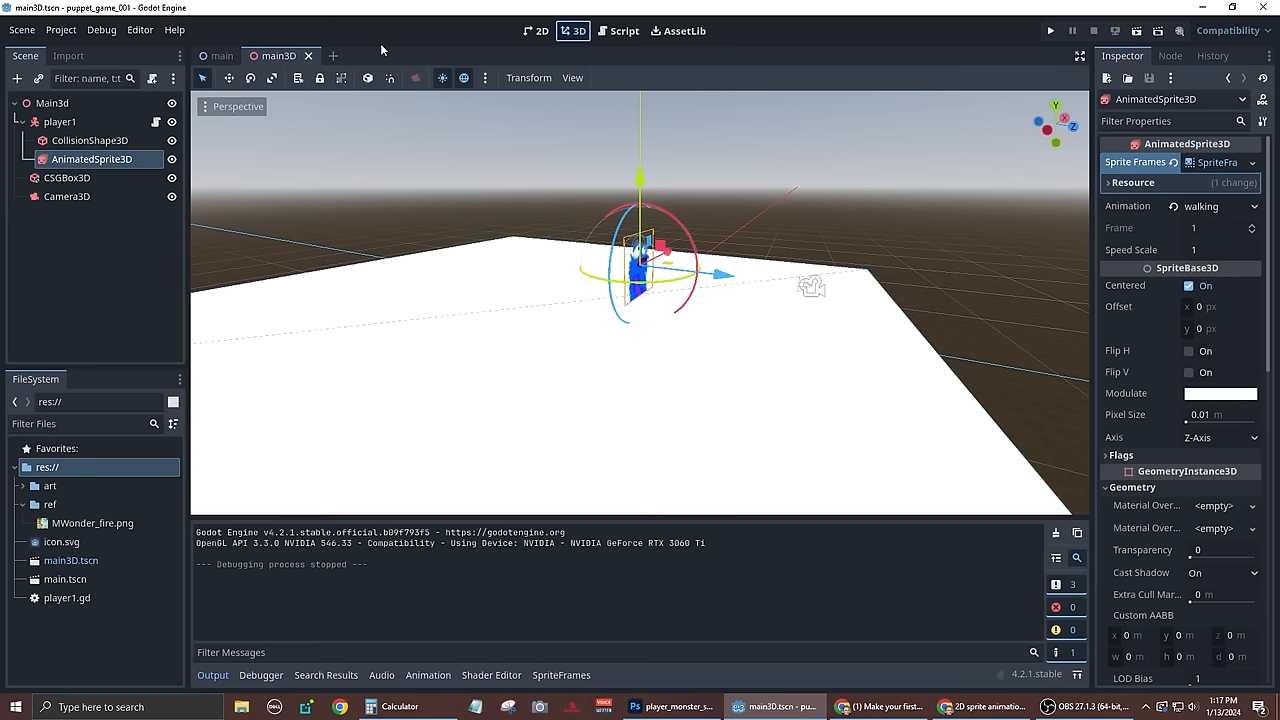 main3D.tscn - puppet_game_001 - Godot Engine
Scene Project Debug Editor Help
2D 3D Script AssetLib
Compatibility
Scene Import
main main3D
Inspector Node History
Filter: name, t:t
Transform View
Main3d
player1
CollisionShape3D
AnimatedSprite3D
CSGBox3D
Camera3D
Perspective
Y
X
Z
AnimatedSprite3D
Filter Properties
AnimatedSprite3D
Sprite Frames SpriteFra
Resource (1 change)
Animation walking
Frame 1
Speed Scale 1
SpriteBase3D
Centered On
Offset x 0 px
y 0 px
Flip H On
Flip V On
Modulate
Pixel Size 0.01 m
Axis Z-Axis
Flags
GeometryInstance3D
Geometry
Material Over... <empty>
Material Over... <empty>
Transparency 0
Cast Shadow On
Extra Cull Mar... 0 m
Custom AABB
x 0 m y 0 m z 0 m
w 0 m h 0 m d 0 m
LOD Bias 1
FileSystem
res://
Filter Files
Favorites:
res://
art
ref
MWonder_fire.png
icon.svg
main3D.tscn
main.tscn
player1.gd
Godot Engine v4.2.1.stable.official.b09f793f5 - https://godotengine.org
OpenGL API 3.3.0 NVIDIA 546.33 - Compatibility - Using Device: NVIDIA - NVIDIA GeForce RTX 3060 Ti
--- Debugging process stopped ---
3
0
0
1
Filter Messages
Output Debugger Search Results Audio Animation Shader Editor SpriteFrames
4.2.1.stable
Type here to search
Calculator
player_monster_s...
main3D.tscn - pu...
(1) Make your first...
2D sprite animatio...
OBS 27.1.3 (64-bit...
1:17 PM
1/13/2024